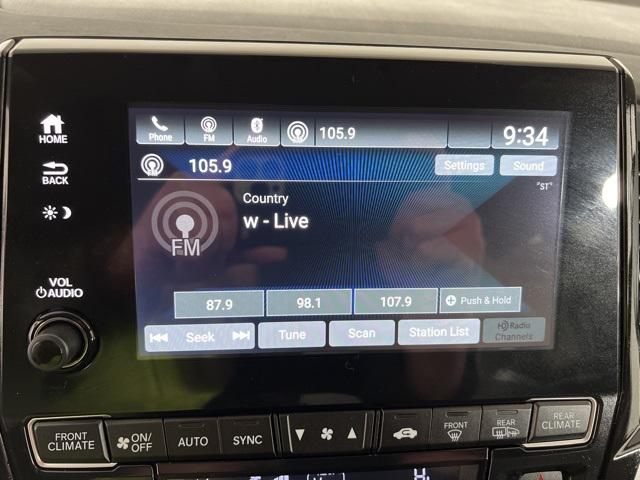 HOME
BACK
VOL
AUDIO
Phone FM Audio 105.9 9:34
105.9 Settings Sound
"ST"
Country
w - Live
FM
87.9 98.1 107.9 Push & Hold
Seek Tune Scan Station List HD Radio Channels
FRONT CLIMATE ON/OFF AUTO SYNC FRONT REAR REAR CLIMATE